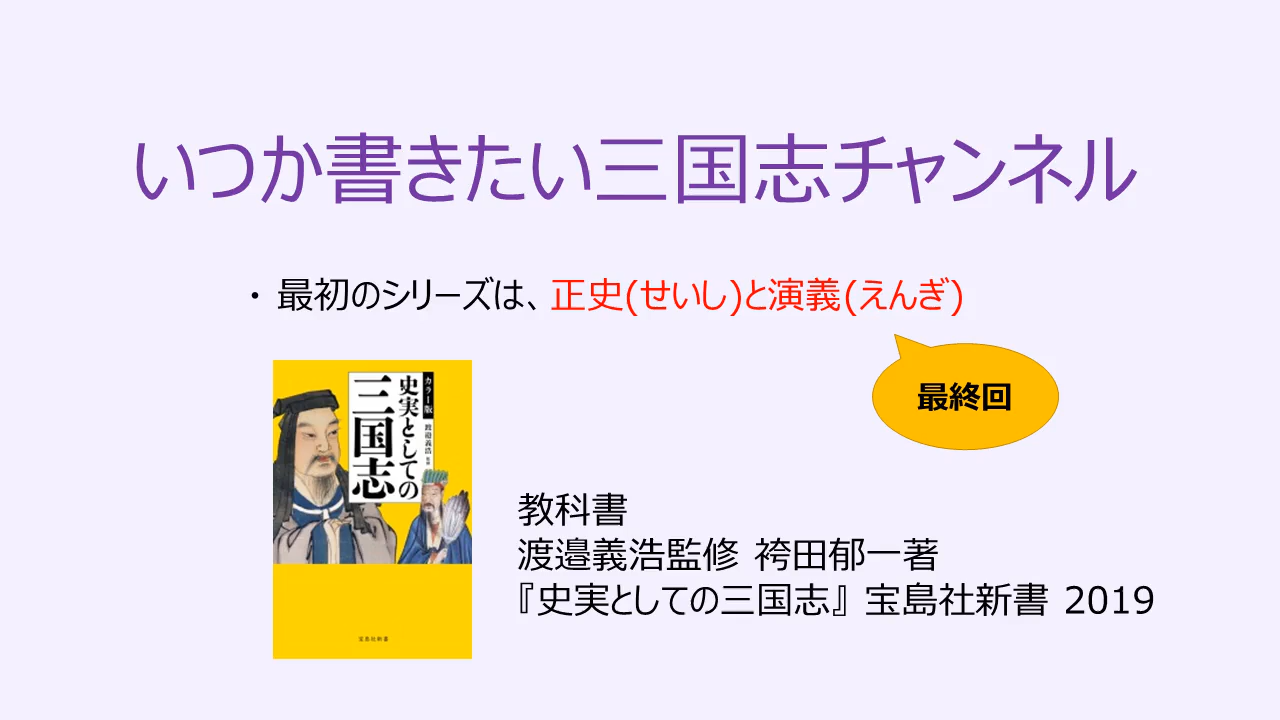 いつか書きたい三国志チャンネル
・ 最初のシリーズは、正史(せいし)と演義(えんぎ)
最終回
カラー版
史実としての
三国志
渡邉義浩 監修
宝島社新書
教科書
渡邉義浩監修 袴田郁一著
『史実としての三国志』 宝島社新書 2019